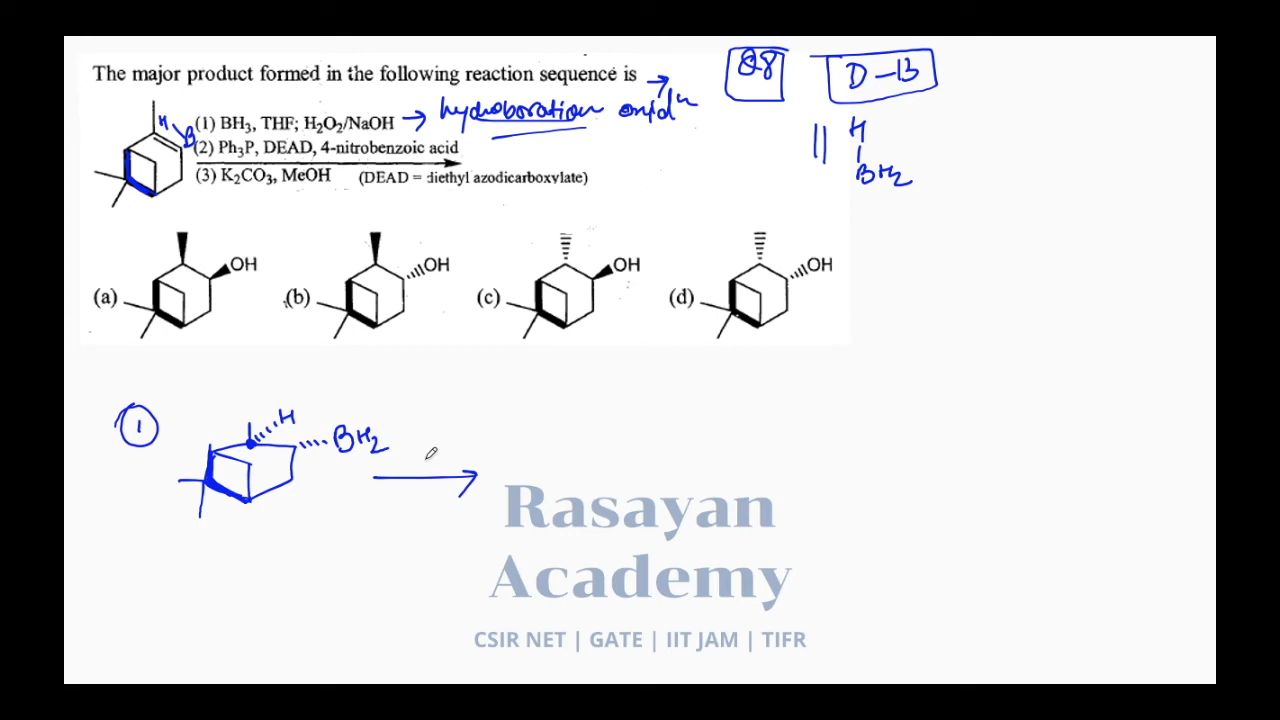 The major product formed in the following reaction sequence is →
Q8
D-13
H
B
(1) BH₃, THF; H₂O₂/NaOH → hydroboration oxidⁿ
(2) Ph₃P, DEAD, 4-nitrobenzoic acid
(3) K₂CO₃, MeOH (DEAD = diethyl azodicarboxylate)
H
BH₂
(a) OH
(b) OH
(c) OH
(d) OH
1
H
BH₂
Rasayan
Academy
CSIR NET | GATE | IIT JAM | TIFR